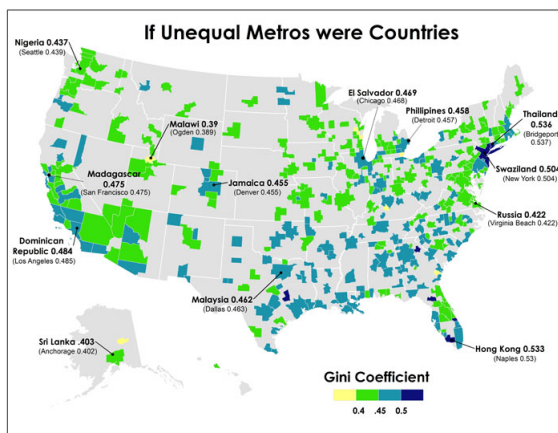 If Unequal Metros were Countries
Nigeria 0.437
(Seattle 0.439)
El Salvador 0.469
(Chicago 0.468)
Phillipines 0.458
(Detroit 0.457)
Thailand
0.536
(Bridgeport
0.537)
Malawi 0.39
(Ogden 0.389)
Swaziland 0.504
(New York 0.504)
Madagascar
0.475
(San Francisco 0.475)
Jamaica 0.455
(Denver 0.455)
Russia 0.422
(Virginia Beach 0.422)
Dominican
Republic 0.484
(Los Angeles 0.485)
Malaysia 0.462
(Dallas 0.463)
Sri Lanka .403
(Anchorage 0.402)
Hong Kong 0.533
(Naples 0.53)
Gini Coefficient
0.4 .45 0.5